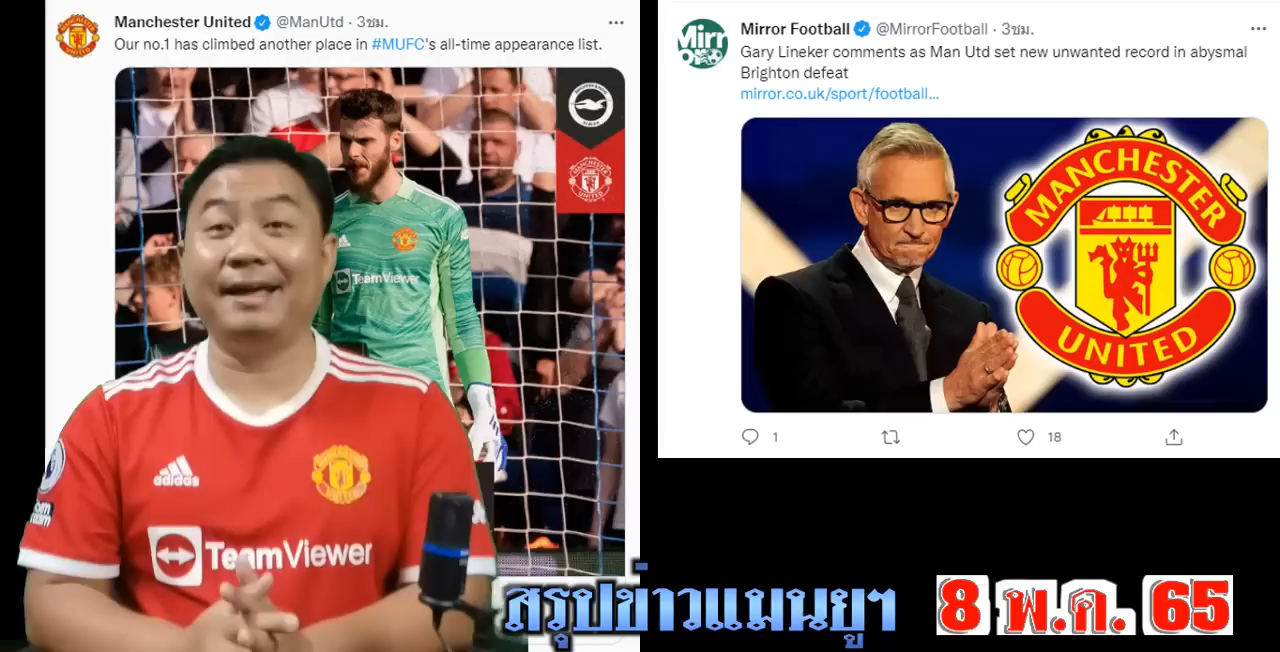 Manchester United @ManUtd · 3ชม.
Our no.1 has climbed another place in #MUFC's all-time appearance list.
MANCHESTER
UNITED
TeamViewer
adidas
TeamViewer
Mirr
Mirror Football @MirrorFootball · 3ชม.
Gary Lineker comments as Man Utd set new unwanted record in abysmal
Brighton defeat
mirror.co.uk/sport/football...
MANCHESTER
UNITED
1
18
สรุปข่าวแมนยูฯ 8 พ.ค. 65